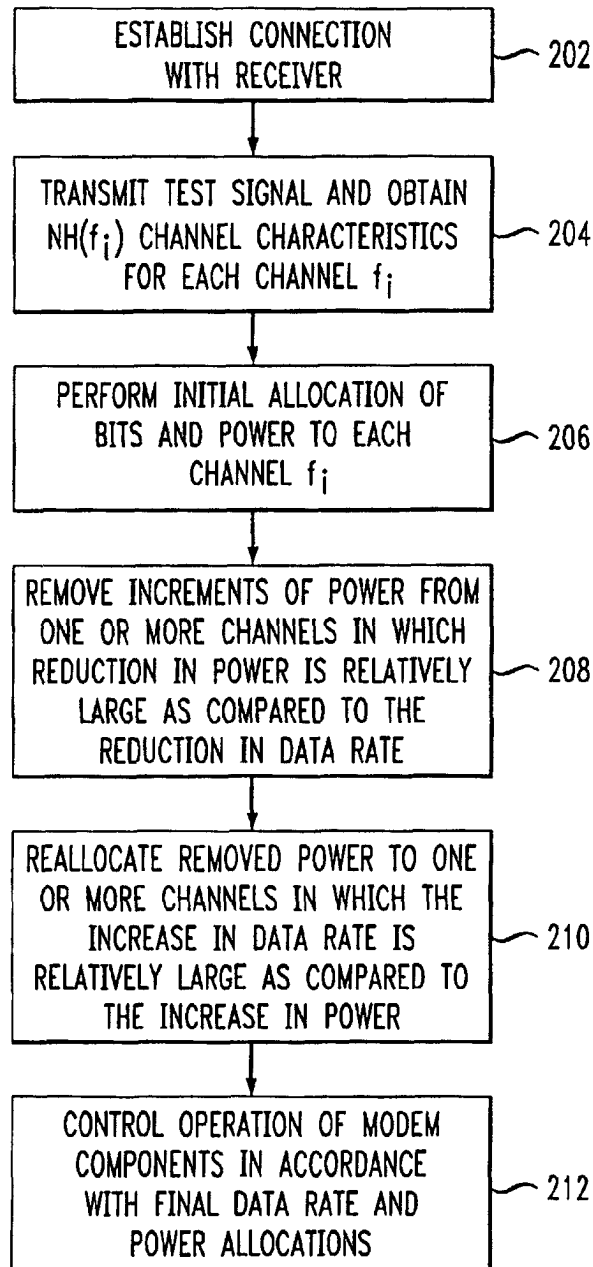 ESTABLISH CONNECTION
WITH RECEIVER
202
TRANSMIT TEST SIGNAL AND OBTAIN
NH(fi) CHANNEL CHARACTERISTICS
FOR EACH CHANNEL fi
204
PERFORM INITIAL ALLOCATION OF
BITS AND POWER TO EACH
CHANNEL fi
206
REMOVE INCREMENTS OF POWER FROM
ONE OR MORE CHANNELS IN WHICH
REDUCTION IN POWER IS RELATIVELY
LARGE AS COMPARED TO THE
REDUCTION IN DATA RATE
208
REALLOCATE REMOVED POWER TO ONE
OR MORE CHANNELS IN WHICH THE
INCREASE IN DATA RATE IS
RELATIVELY LARGE AS COMPARED TO
THE INCREASE IN POWER
210
CONTROL OPERATION OF MODEM
COMPONENTS IN ACCORDANCE
WITH FINAL DATA RATE AND
POWER ALLOCATIONS
212